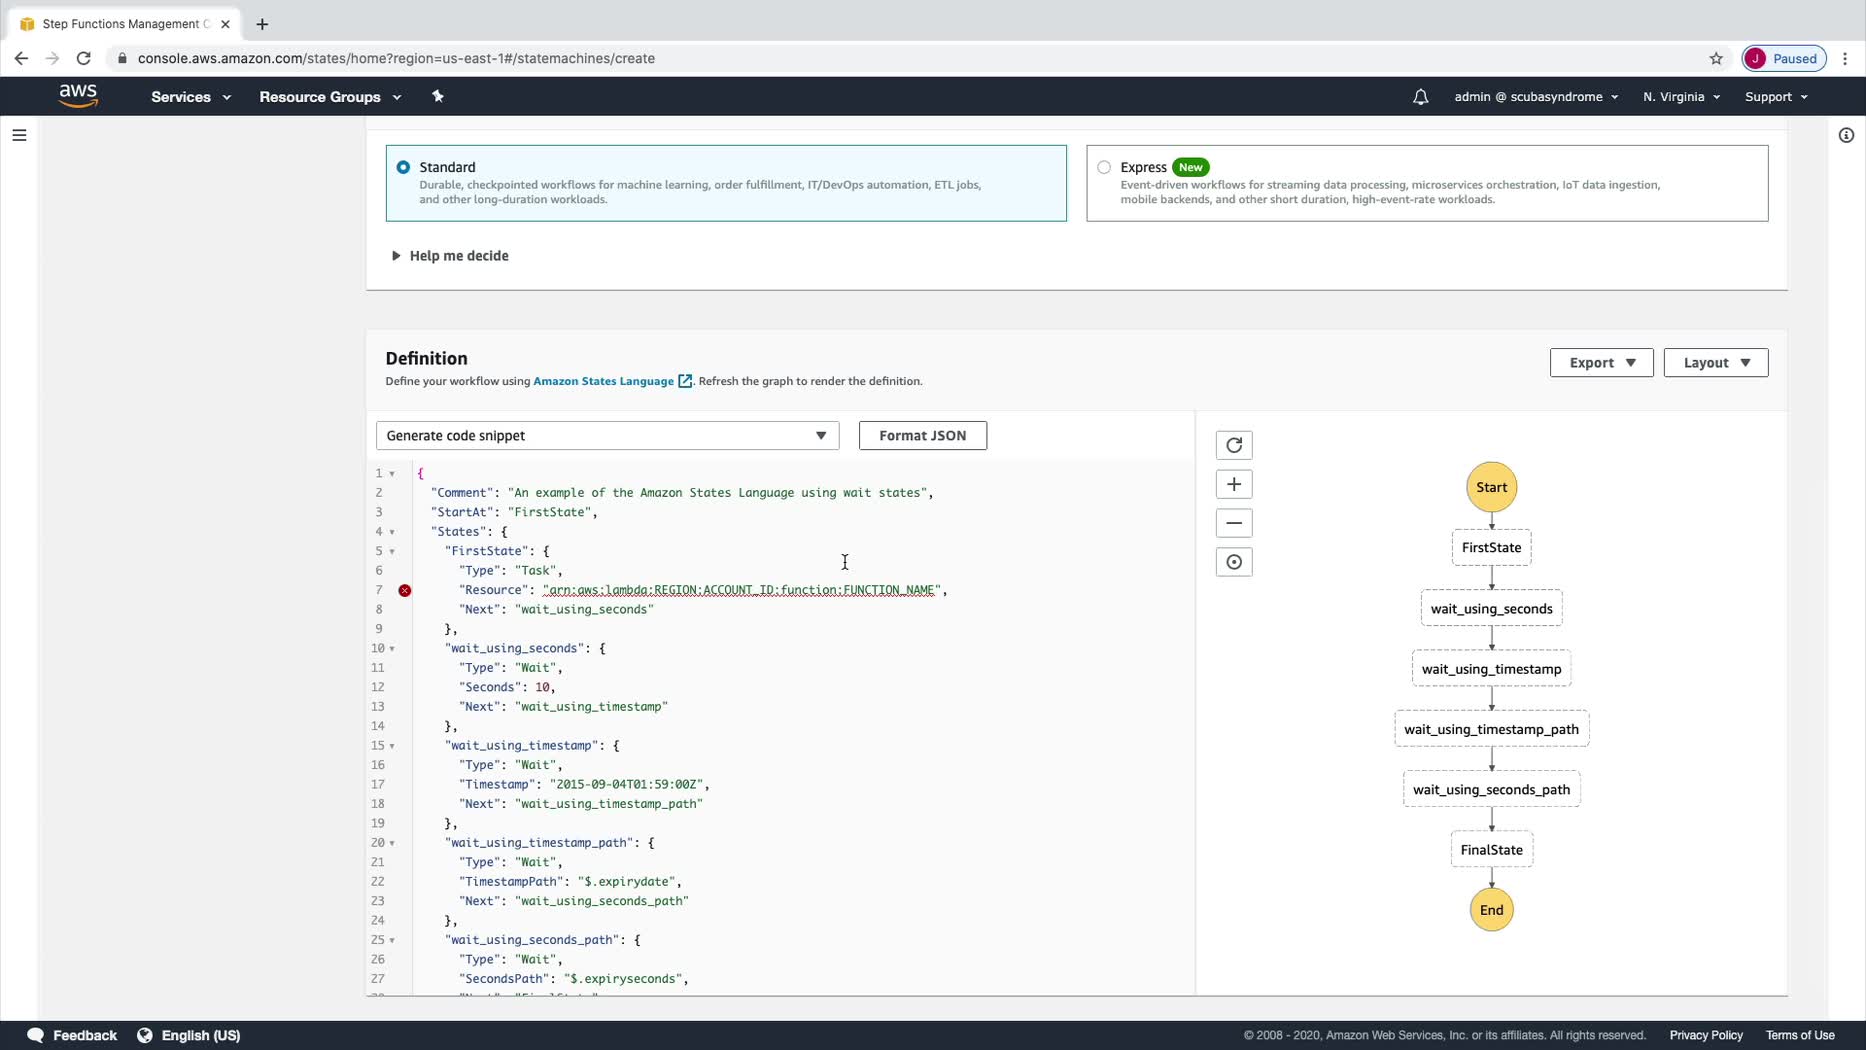 Step Functions Management C
console.aws.amazon.com/states/home?region=us-east-1#/statemachines/create
J Paused
aws Services Resource Groups admin @ scubasyndrome N. Virginia Support
Standard
Durable, checkpointed workflows for machine learning, order fulfillment, IT/DevOps automation, ETL jobs,
and other long-duration workloads.
Express New
Event-driven workflows for streaming data processing, microservices orchestration, IoT data ingestion,
mobile backends, and other short duration, high-event-rate workloads.
Help me decide
Definition
Define your workflow using Amazon States Language . Refresh the graph to render the definition.
Export Layout
Generate code snippet Format JSON
1 {
2 "Comment": "An example of the Amazon States Language using wait states",
3 "StartAt": "FirstState",
4 "States": {
5 "FirstState": {
6 "Type": "Task",
7 "Resource": "arn:aws:lambda:REGION:ACCOUNT_ID:function:FUNCTION_NAME",
8 "Next": "wait_using_seconds"
9 },
10 "wait_using_seconds": {
11 "Type": "Wait",
12 "Seconds": 10,
13 "Next": "wait_using_timestamp"
14 },
15 "wait_using_timestamp": {
16 "Type": "Wait",
17 "Timestamp": "2015-09-04T01:59:00Z",
18 "Next": "wait_using_timestamp_path"
19 },
20 "wait_using_timestamp_path": {
21 "Type": "Wait",
22 "TimestampPath": "$.expirydate",
23 "Next": "wait_using_seconds_path"
24 },
25 "wait_using_seconds_path": {
26 "Type": "Wait",
27 "SecondsPath": "$.expiryseconds",
Start
FirstState
wait_using_seconds
wait_using_timestamp
wait_using_timestamp_path
wait_using_seconds_path
FinalState
End
Feedback English (US) © 2008 - 2020, Amazon Web Services, Inc. or its affiliates. All rights reserved. Privacy Policy Terms of Use